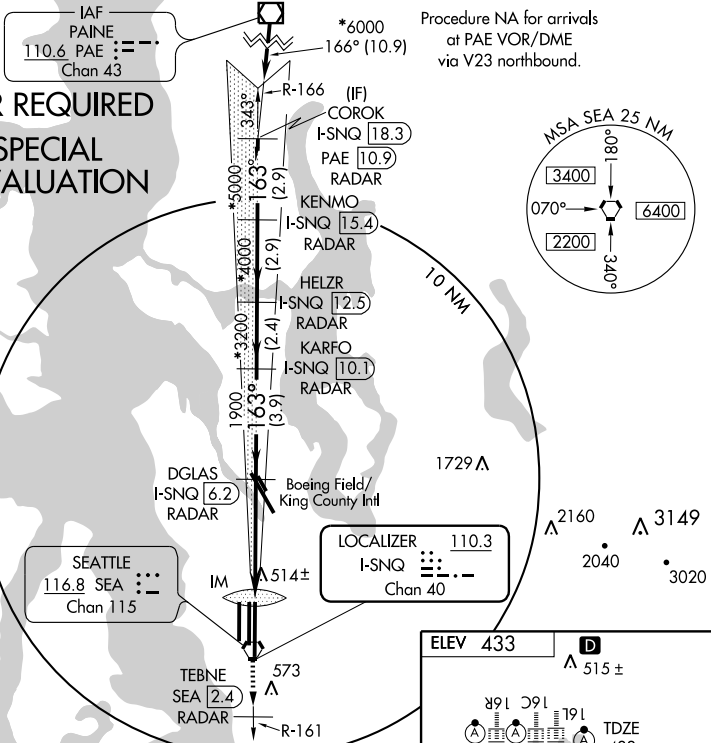 IAF
PAINE
110.6 PAE
Chan 43
*6000
166° (10.9)
Procedure NA for arrivals
at PAE VOR/DME
via V23 northbound.
R REQUIRED
SPECIAL
ALUATION
R-166
343°
(IF)
COROK
I-SNQ 18.3
PAE 10.9
RADAR
*5000
163°
(2.9)
KENMO
I-SNQ 15.4
RADAR
*4000
(2.9)
HELZR
I-SNQ 12.5
RADAR
*3200
(2.4)
KARFO
I-SNQ 10.1
RADAR
1900
163°
(3.9)
10 NM
MSA SEA 25 NM
180°
3400
070°
6400
2200
340°
DGLAS
I-SNQ 6.2
RADAR
Boeing Field/
King County Intl
1729
2160
3149
2040
3020
SEATTLE
116.8 SEA
Chan 115
IM
514±
LOCALIZER 110.3
I-SNQ
Chan 40
TEBNE
SEA 2.4
RADAR
573
R-161
ELEV 433
D
515 ±
16R
16C
16L
A
A
A
TDZE